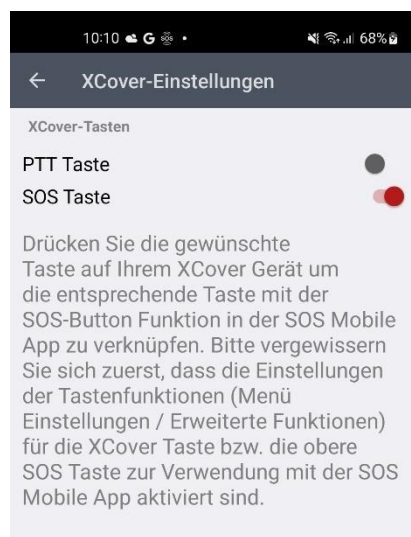 10:10 G SOS • 68%
XCover-Einstellungen
XCover-Tasten
PTT Taste
SOS Taste
Drücken Sie die gewünschte
Taste auf Ihrem XCover Gerät um
die entsprechende Taste mit der
SOS-Button Funktion in der SOS Mobile
App zu verknüpfen. Bitte vergewissern
Sie sich zuerst, dass die Einstellungen
der Tastenfunktionen (Menü
Einstellungen / Erweiterte Funktionen)
für die XCover Taste bzw. die obere
SOS Taste zur Verwendung mit der SOS
Mobile App aktiviert sind.